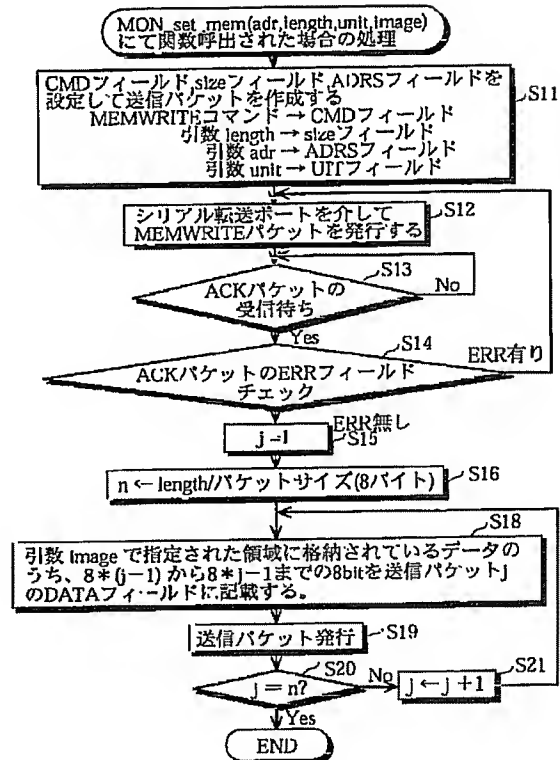 MON_set_mem(adr,length,unit,image)
にて関数呼出された場合の処理
CMDフィールド,sizeフィールド,ADRSフィールドを
設定して送信パケットを作成する
MEMWRITEコマンド→CMDフィールド
引数 length→sizeフィールド
引数 adr→ADRSフィールド
引数 unit→UITフィールド
S11
シリアル転送ポートを介して
MEMWRITEパケットを発行する
S12
ACKパケットの
受信待ち
S13
No
Yes
S14
ACKパケットのERRフィールド
チェック
ERR有り
ERR無し
j=1
S15
n←length/パケットサイズ(8バイト)
S16
S18
引数 Image で指定された領域に格納されているデータの
うち、8*(j−1) から8*j−1までの8bitを送信パケットj
のDATAフィールドに記載する。
送信パケット発行
S19
S20
j = n?
No
j←j+1
S21
Yes
END